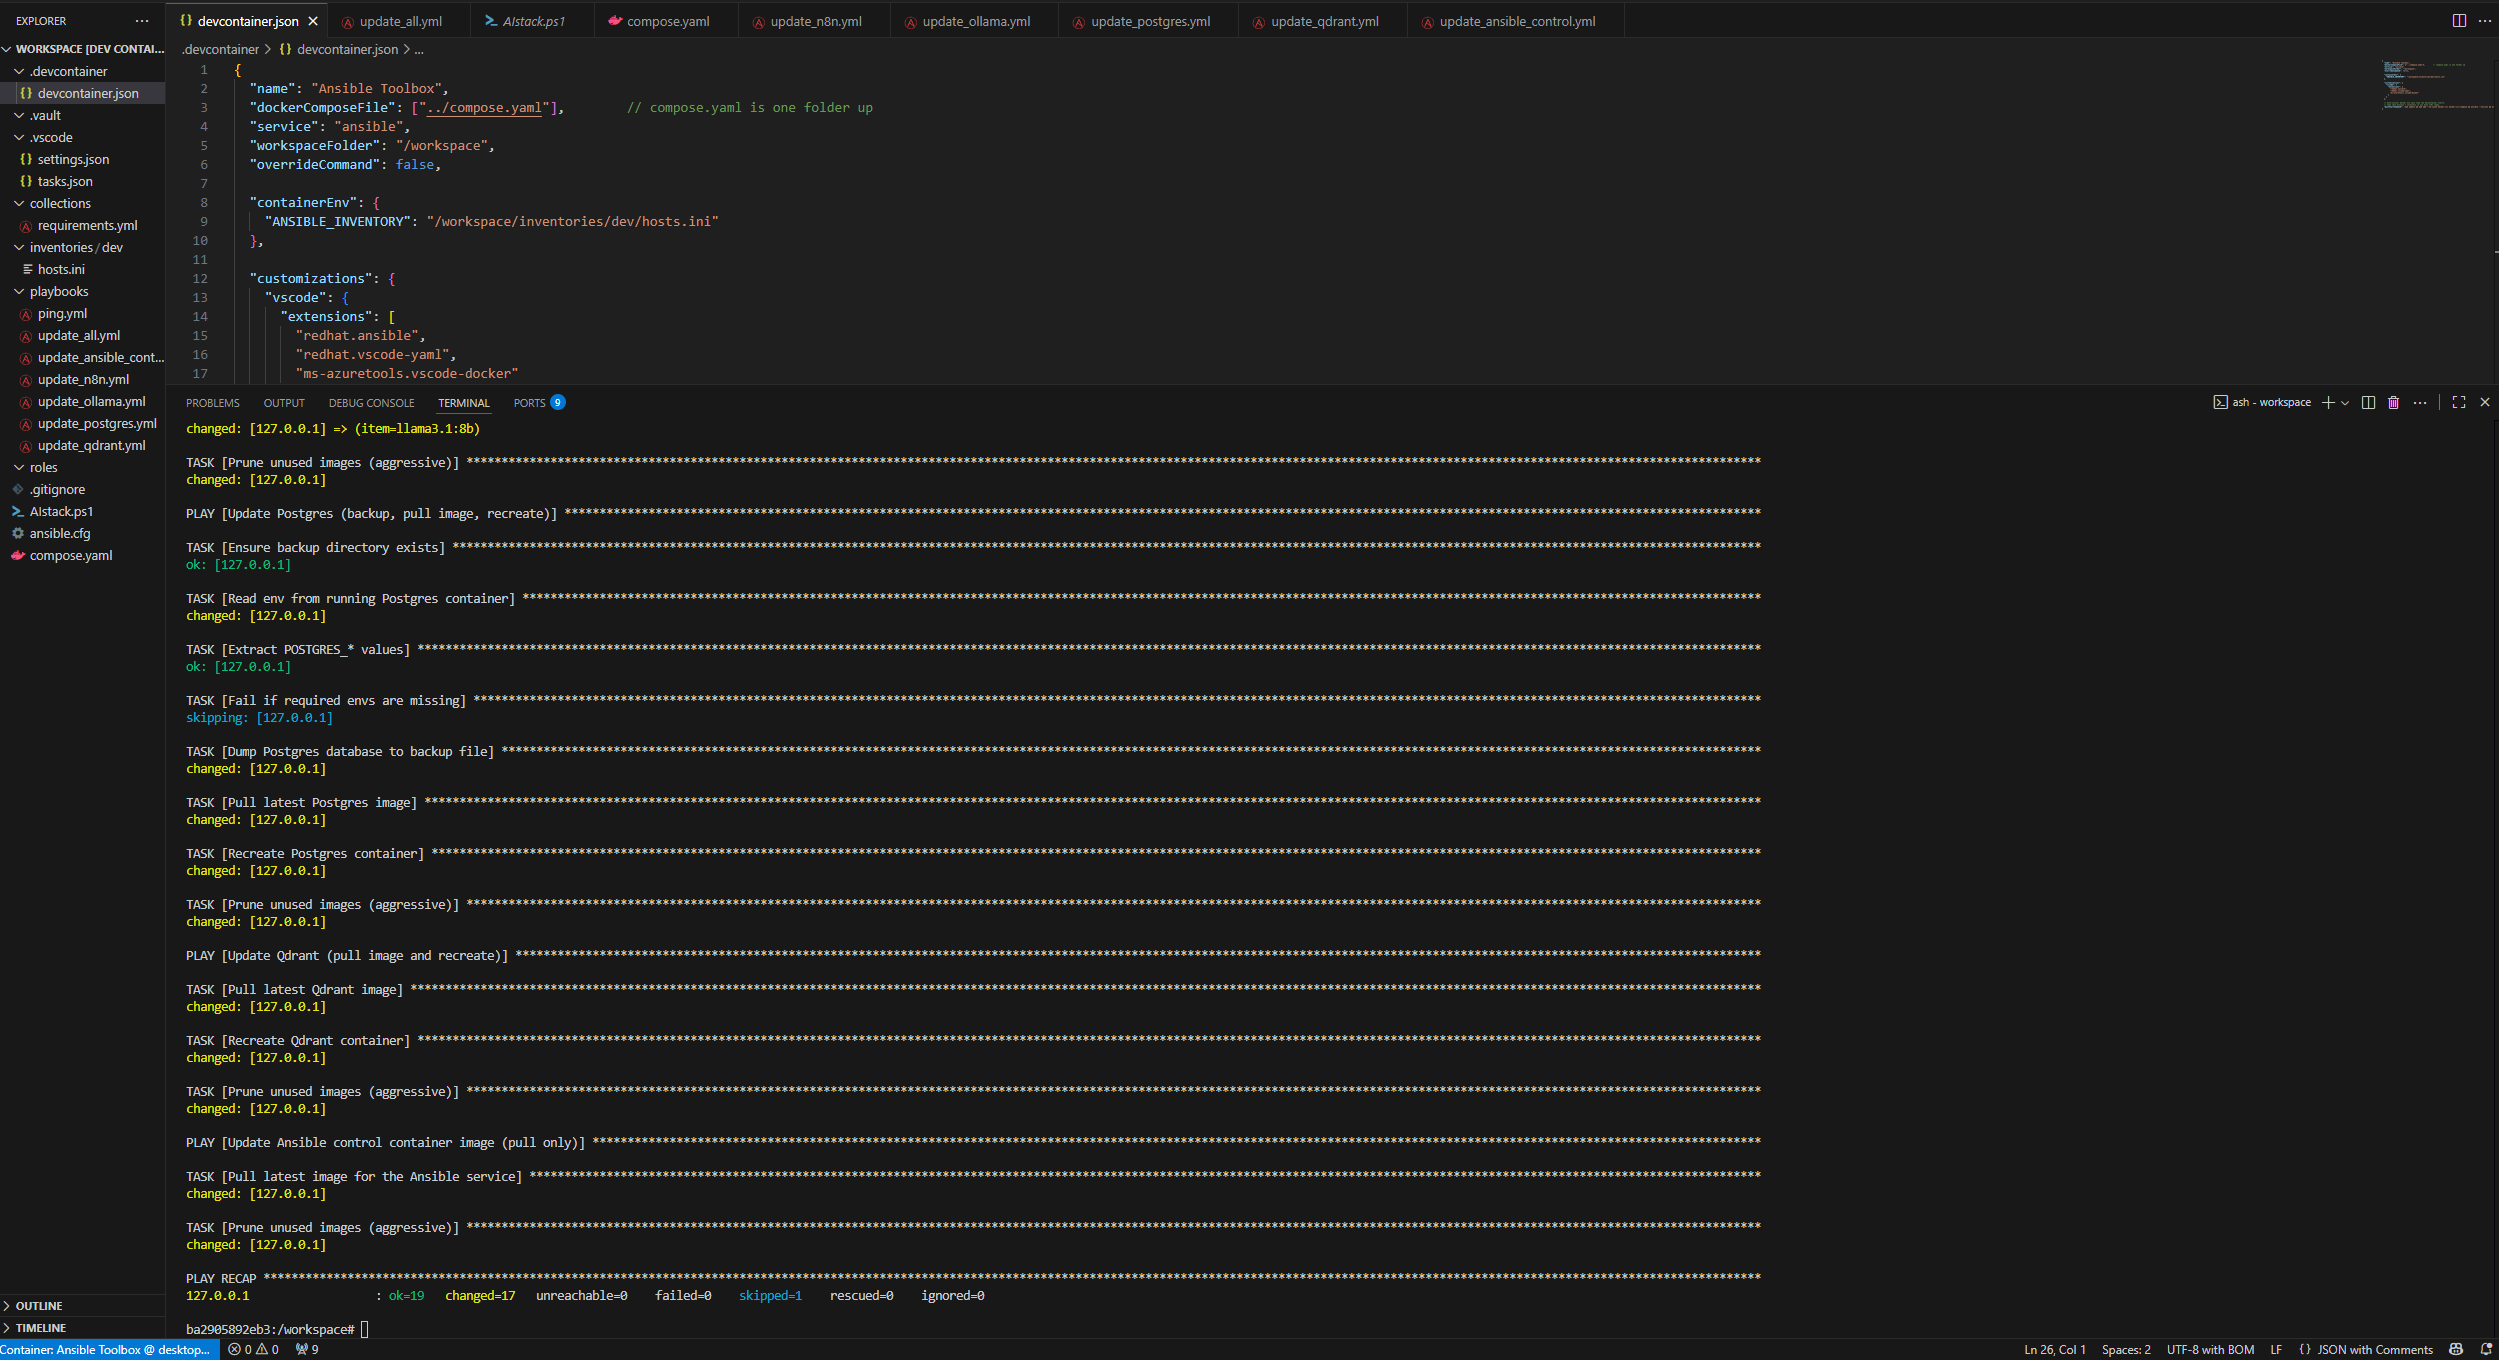 EXPLORER
WORKSPACE [DEV CONTAI...
.devcontainer
devcontainer.json
.vault
.vscode
settings.json
tasks.json
collections
requirements.yml
inventories / dev
hosts.ini
playbooks
ping.yml
update_all.yml
update_ansible_cont...
update_n8n.yml
update_ollama.yml
update_postgres.yml
update_qdrant.yml
roles
.gitignore
AIstack.ps1
ansible.cfg
compose.yaml
OUTLINE
TIMELINE
devcontainer.json update_all.yml AIstack.ps1 compose.yaml update_n8n.yml update_ollama.yml update_postgres.yml update_qdrant.yml update_ansible_control.yml
.devcontainer > {} devcontainer.json > ...
1 {
2 "name": "Ansible Toolbox",
3 "dockerComposeFile": ["../compose.yaml"], // compose.yaml is one folder up
4 "service": "ansible",
5 "workspaceFolder": "/workspace",
6 "overrideCommand": false,
7
8 "containerEnv": {
9 "ANSIBLE_INVENTORY": "/workspace/inventories/dev/hosts.ini"
10 },
11
12 "customizations": {
13 "vscode": {
14 "extensions": [
15 "redhat.ansible",
16 "redhat.vscode-yaml",
17 "ms-azuretools.vscode-docker"
PROBLEMS OUTPUT DEBUG CONSOLE TERMINAL PORTS 9
ash - workspace
changed: [127.0.0.1] => (item=llama3.1:8b)
TASK [Prune unused images (aggressive)] ****
changed: [127.0.0.1]
PLAY [Update Postgres (backup, pull image, recreate)] ****
TASK [Ensure backup directory exists] ****
ok: [127.0.0.1]
TASK [Read env from running Postgres container] ****
changed: [127.0.0.1]
TASK [Extract POSTGRES_* values] ****
ok: [127.0.0.1]
TASK [Fail if required envs are missing] ****
skipping: [127.0.0.1]
TASK [Dump Postgres database to backup file] ****
changed: [127.0.0.1]
TASK [Pull latest Postgres image] ****
changed: [127.0.0.1]
TASK [Recreate Postgres container] ****
changed: [127.0.0.1]
TASK [Prune unused images (aggressive)] ****
changed: [127.0.0.1]
PLAY [Update Qdrant (pull image and recreate)] ****
TASK [Pull latest Qdrant image] ****
changed: [127.0.0.1]
TASK [Recreate Qdrant container] ****
changed: [127.0.0.1]
TASK [Prune unused images (aggressive)] ****
changed: [127.0.0.1]
PLAY [Update Ansible control container image (pull only)] ****
TASK [Pull latest image for the Ansible service] ****
changed: [127.0.0.1]
TASK [Prune unused images (aggressive)] ****
changed: [127.0.0.1]
PLAY RECAP ****
127.0.0.1 : ok=19 changed=17 unreachable=0 failed=0 skipped=1 rescued=0 ignored=0
ba2905892eb3:/workspace#
Container: Ansible Toolbox @ desktop... 0 0 9 Ln 26, Col 1 Spaces: 2 UTF-8 with BOM LF {} JSON with Comments